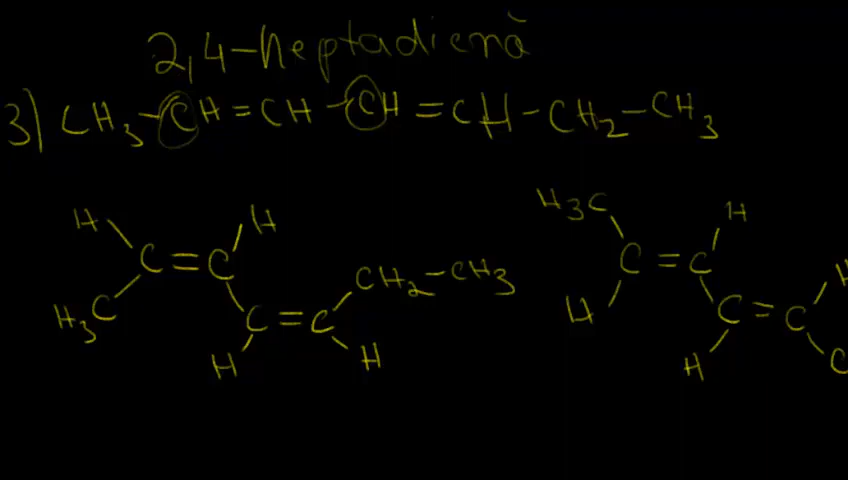 2,4-heptadienă
3) CH3-CH=CH-CH=CH-CH2-CH3
H H H3C H
C=C C=C
CH2-CH3 H
H3C H
C=C C=C
H H H C